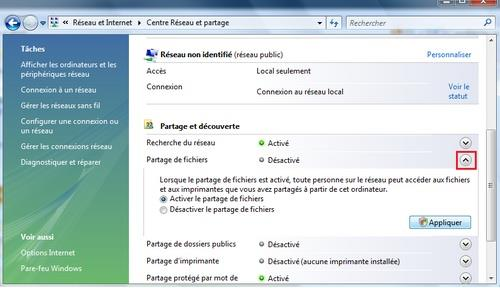 Réseau et Internet ▸ Centre Réseau et partage
Rechercher
Tâches
Afficher les ordinateurs et les
périphériques réseau
Connexion à un réseau
Gérer les réseaux sans fil
Configurer une connexion ou
un réseau
Gérer les connexions réseau
Diagnostiquer et réparer
Voir aussi
Options Internet
Pare-feu Windows
Réseau non identifié (réseau public)
Personnaliser
Accès
Local seulement
Connexion
Connexion au réseau local
Voir le
statut
Partage et découverte
Recherche du réseau
Activé
Partage de fichiers
Désactivé
Lorsque le partage de fichiers est activé, toute personne sur le réseau peut accéder aux fichiers
et aux imprimantes que vous avez partagés à partir de cet ordinateur.
Activer le partage de fichiers
Désactiver le partage de fichiers
Appliquer
Partage de dossiers publics
Désactivé
Partage d'imprimante
Désactivé (aucune imprimante installée)
Partage protégé par mot de
Activé